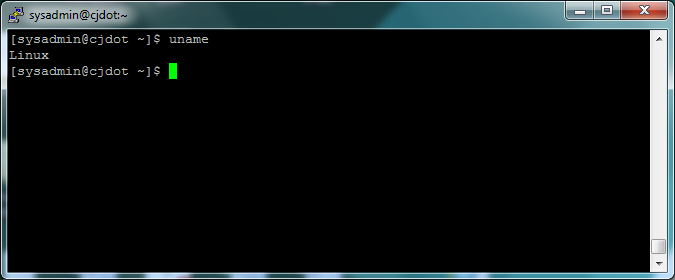 sysadmin@cjdot:~
[sysadmin@cjdot ~]$ uname
Linux
[sysadmin@cjdot ~]$